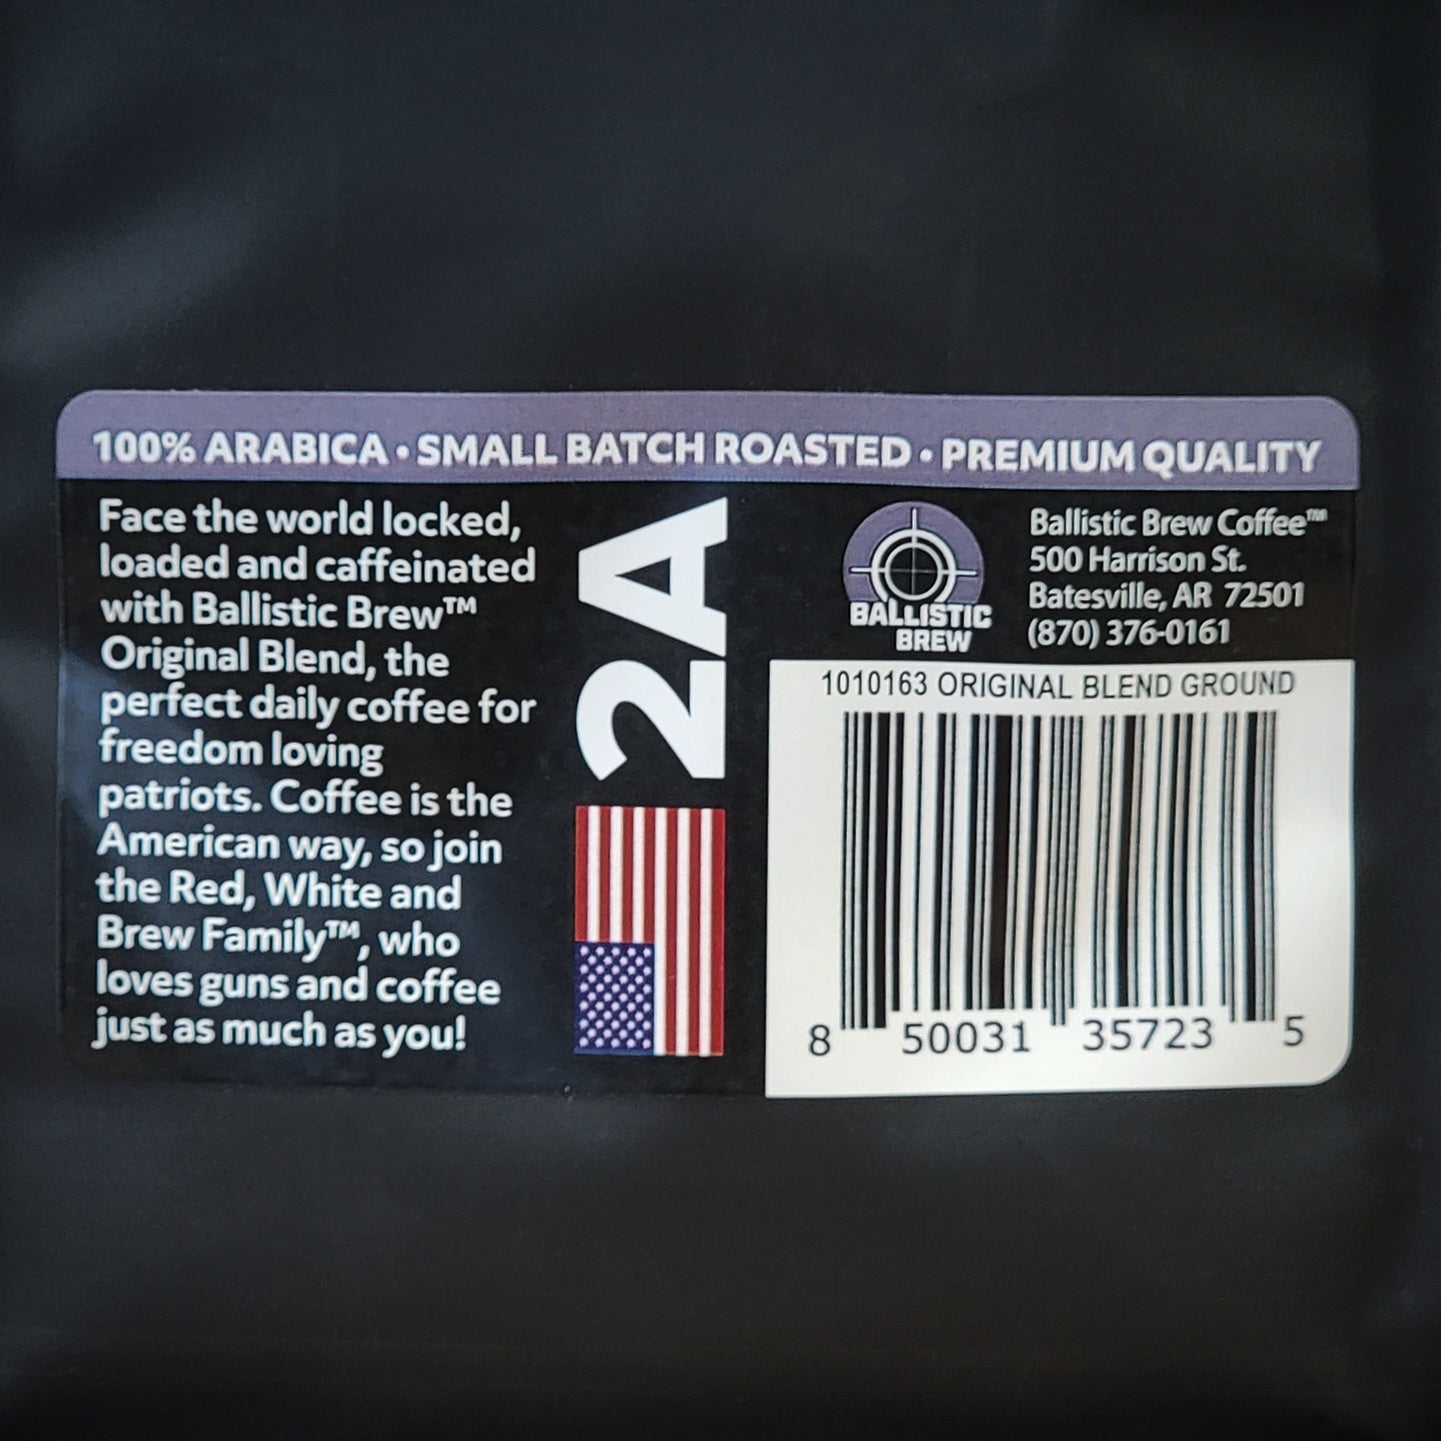 100% ARABICA • SMALL BATCH ROASTED • PREMIUM QUALITY
Face the world locked,
loaded and caffeinated
with Ballistic Brew™
Original Blend, the
perfect daily coffee for
freedom loving
patriots. Coffee is the
American way, so join
the Red, White and
Brew Family™, who
loves guns and coffee
just as much as you!
2A
BALLISTIC
BREW
Ballistic Brew Coffee™
500 Harrison St.
Batesville, AR 72501
(870) 376-0161
1010163 ORIGINAL BLEND GROUND
8 50031 35723 5